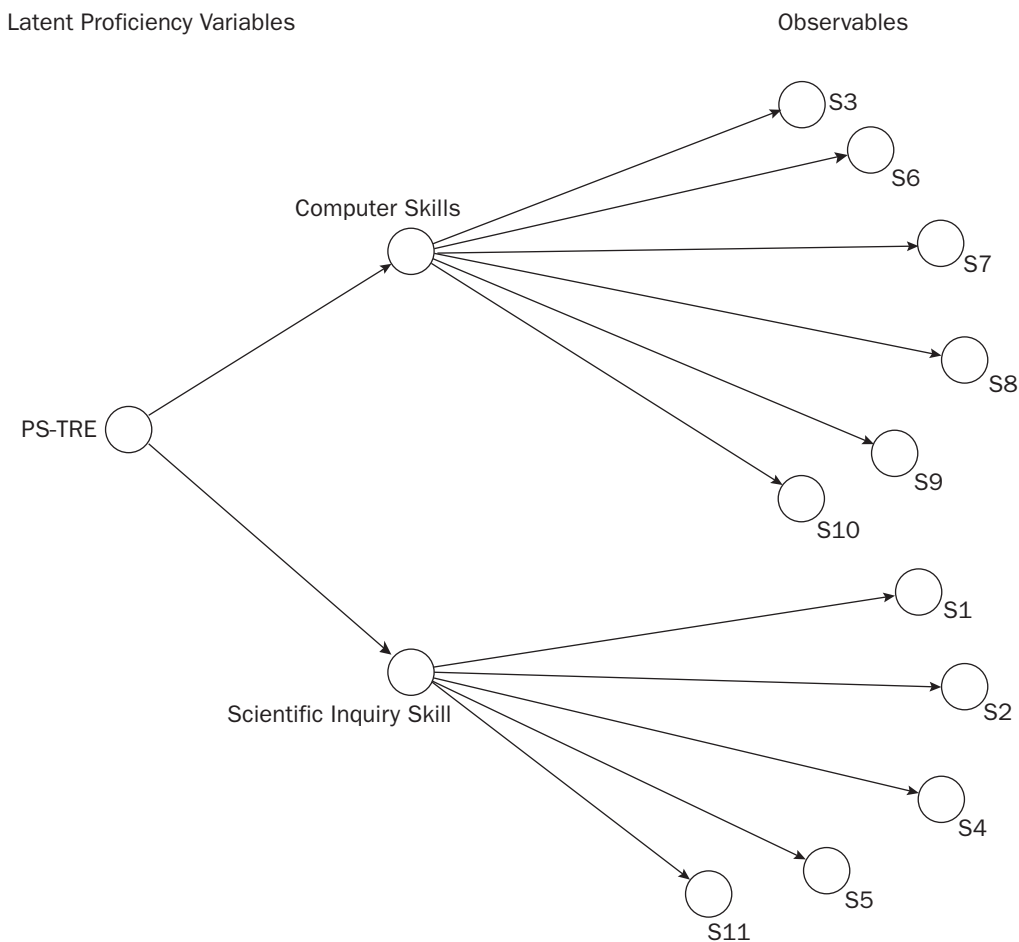 Latent Proficiency Variables
Observables
S3
S6
Computer Skills
S7
S8
PS-TRE
S9
S10
S1
Scientific Inquiry Skill
S2
S4
S5
S11